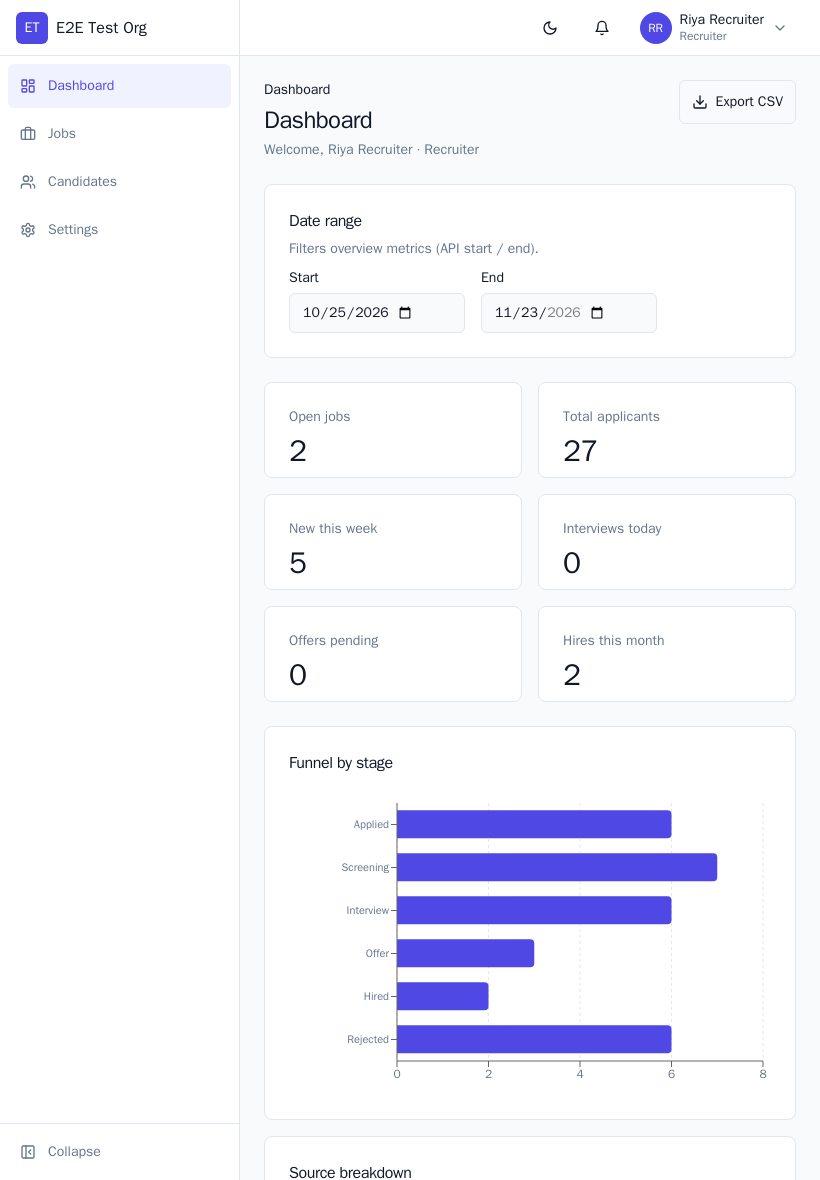 ET E2E Test Org
RR Riya Recruiter
Recruiter
Dashboard
Jobs
Candidates
Settings
Collapse
Dashboard
Dashboard
Welcome, Riya Recruiter · Recruiter
Export CSV
Date range
Filters overview metrics (API start / end).
Start End
10/25/2026 11/23/2026
Open jobs
2
Total applicants
27
New this week
5
Interviews today
0
Offers pending
0
Hires this month
2
Funnel by stage
Applied
Screening
Interview
Offer
Hired
Rejected
0 2 4 6 8
Source breakdown